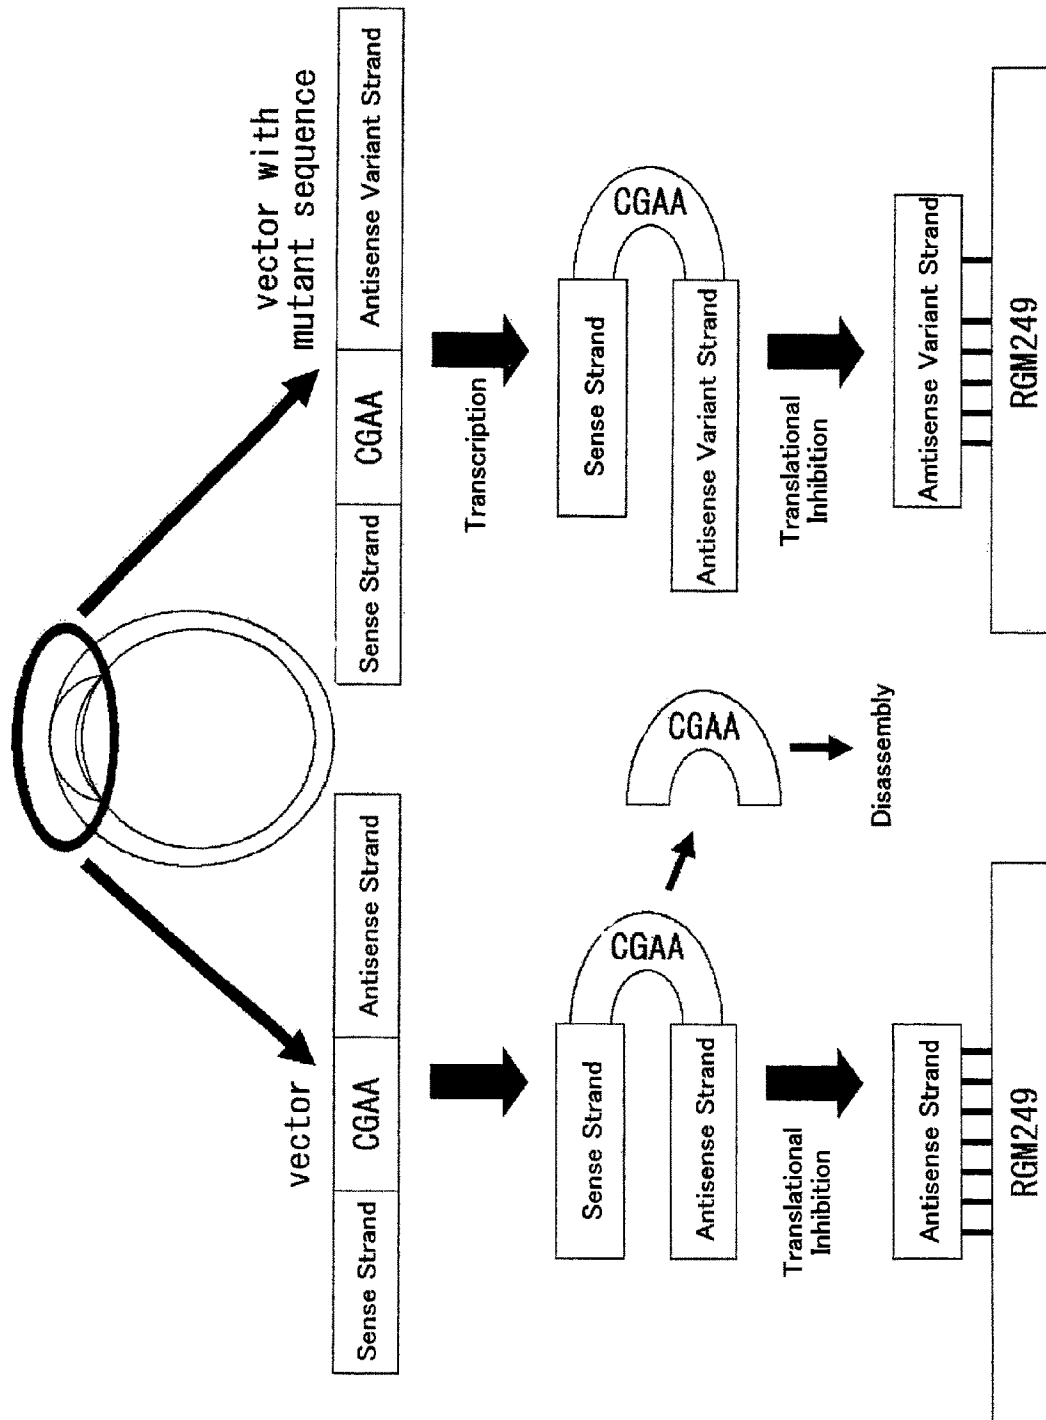 vector
vector with
mutant sequence
Sense Strand
CGAA
Antisense Strand
Sense Strand
CGAA
Antisense Variant Strand
Transcription
Sense Strand
CGAA
Antisense Strand
CGAA
Sense Strand
CGAA
Antisense Variant Strand
Translational
Inhibition
Disassembly
Translational
Inhibition
Antisense Strand
Amtisense Variant Strand
RGM249
RGM249